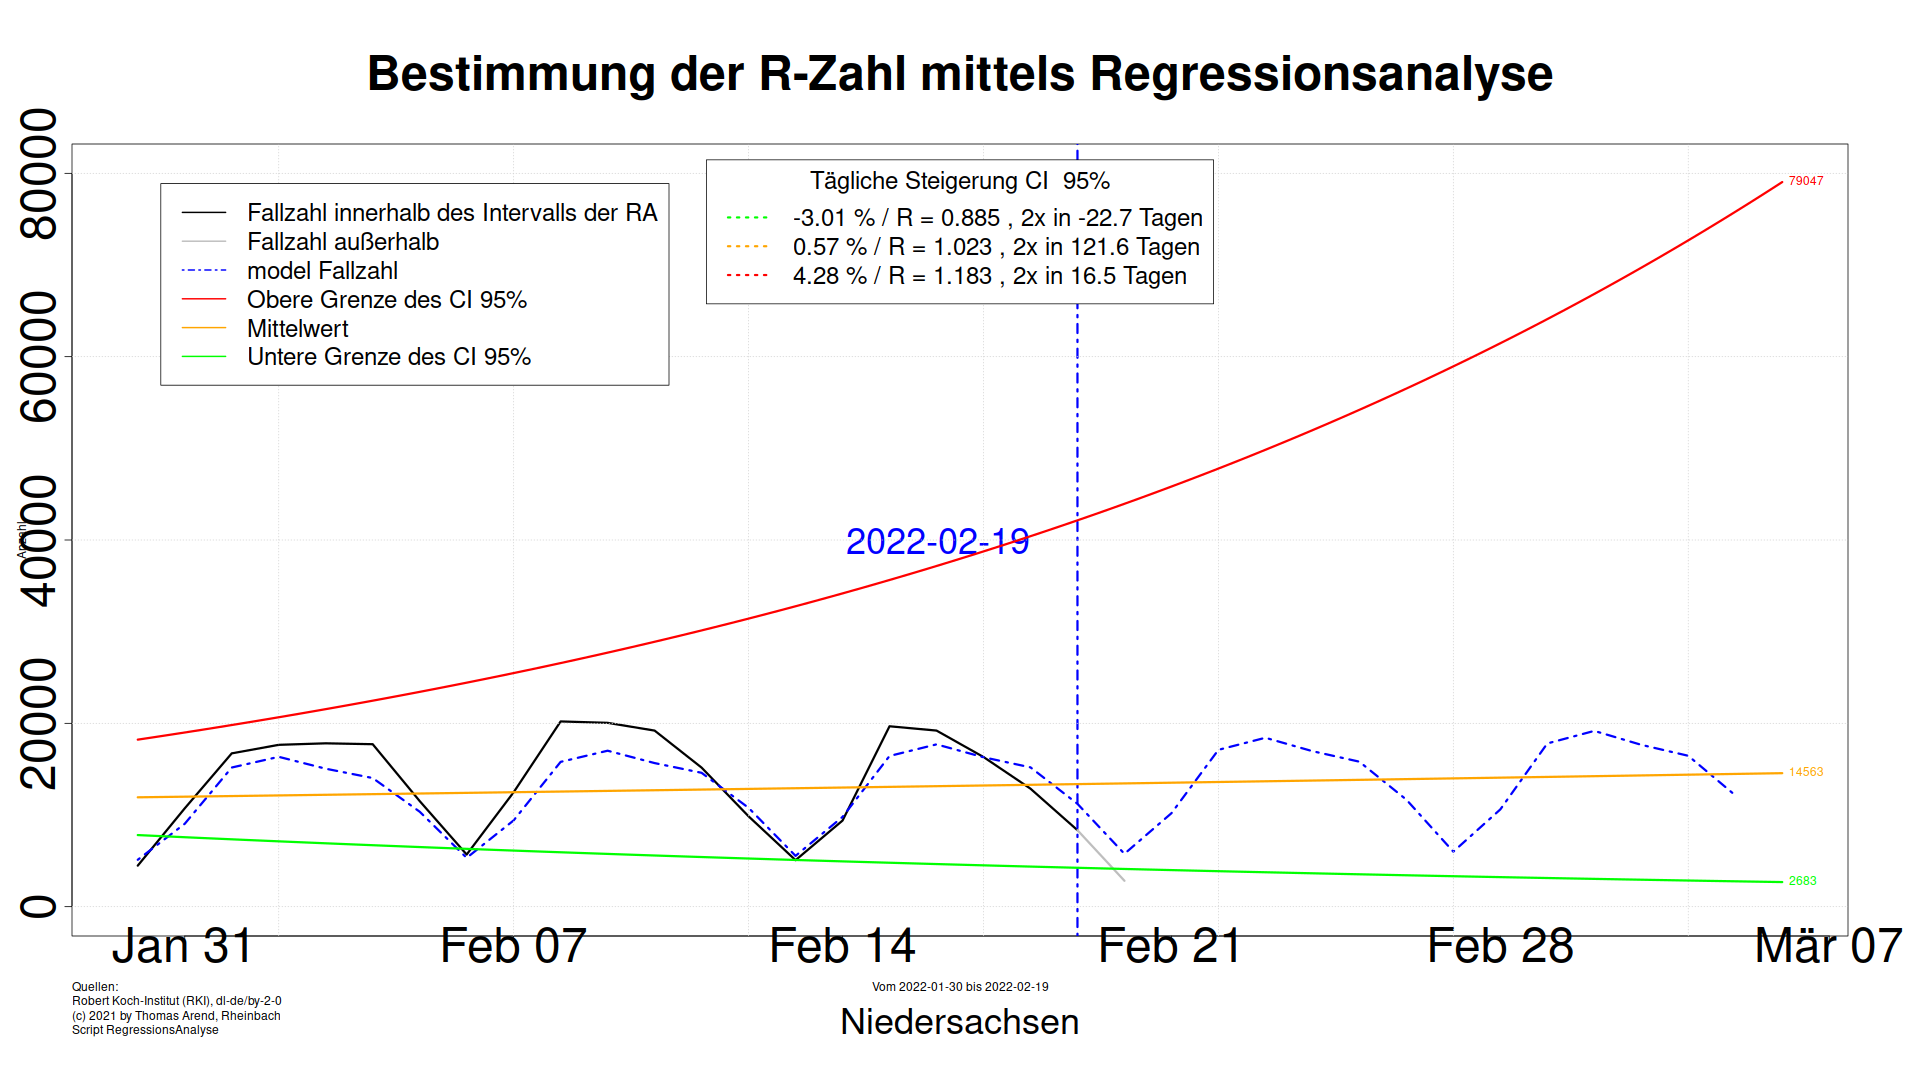 Bestimmung der R-Zahl mittels Regressionsanalyse
Anzahl
80000
60000
40000
20000
0
Fallzahl innerhalb des Intervalls der RA
Fallzahl außerhalb
model Fallzahl
Obere Grenze des CI 95%
Mittelwert
Untere Grenze des CI 95%
Tägliche Steigerung CI 95%
-3.01 % / R = 0.885 , 2x in -22.7 Tagen
0.57 % / R = 1.023 , 2x in 121.6 Tagen
4.28 % / R = 1.183 , 2x in 16.5 Tagen
79047
2022-02-19
14563
2683
Jan 31
Feb 07
Feb 14
Feb 21
Feb 28
Mär 07
Quellen:
Robert Koch-Institut (RKI), dl-de/by-2-0
(c) 2021 by Thomas Arend, Rheinbach
Script RegressionsAnalyse
Vom 2022-01-30 bis 2022-02-19
Niedersachsen